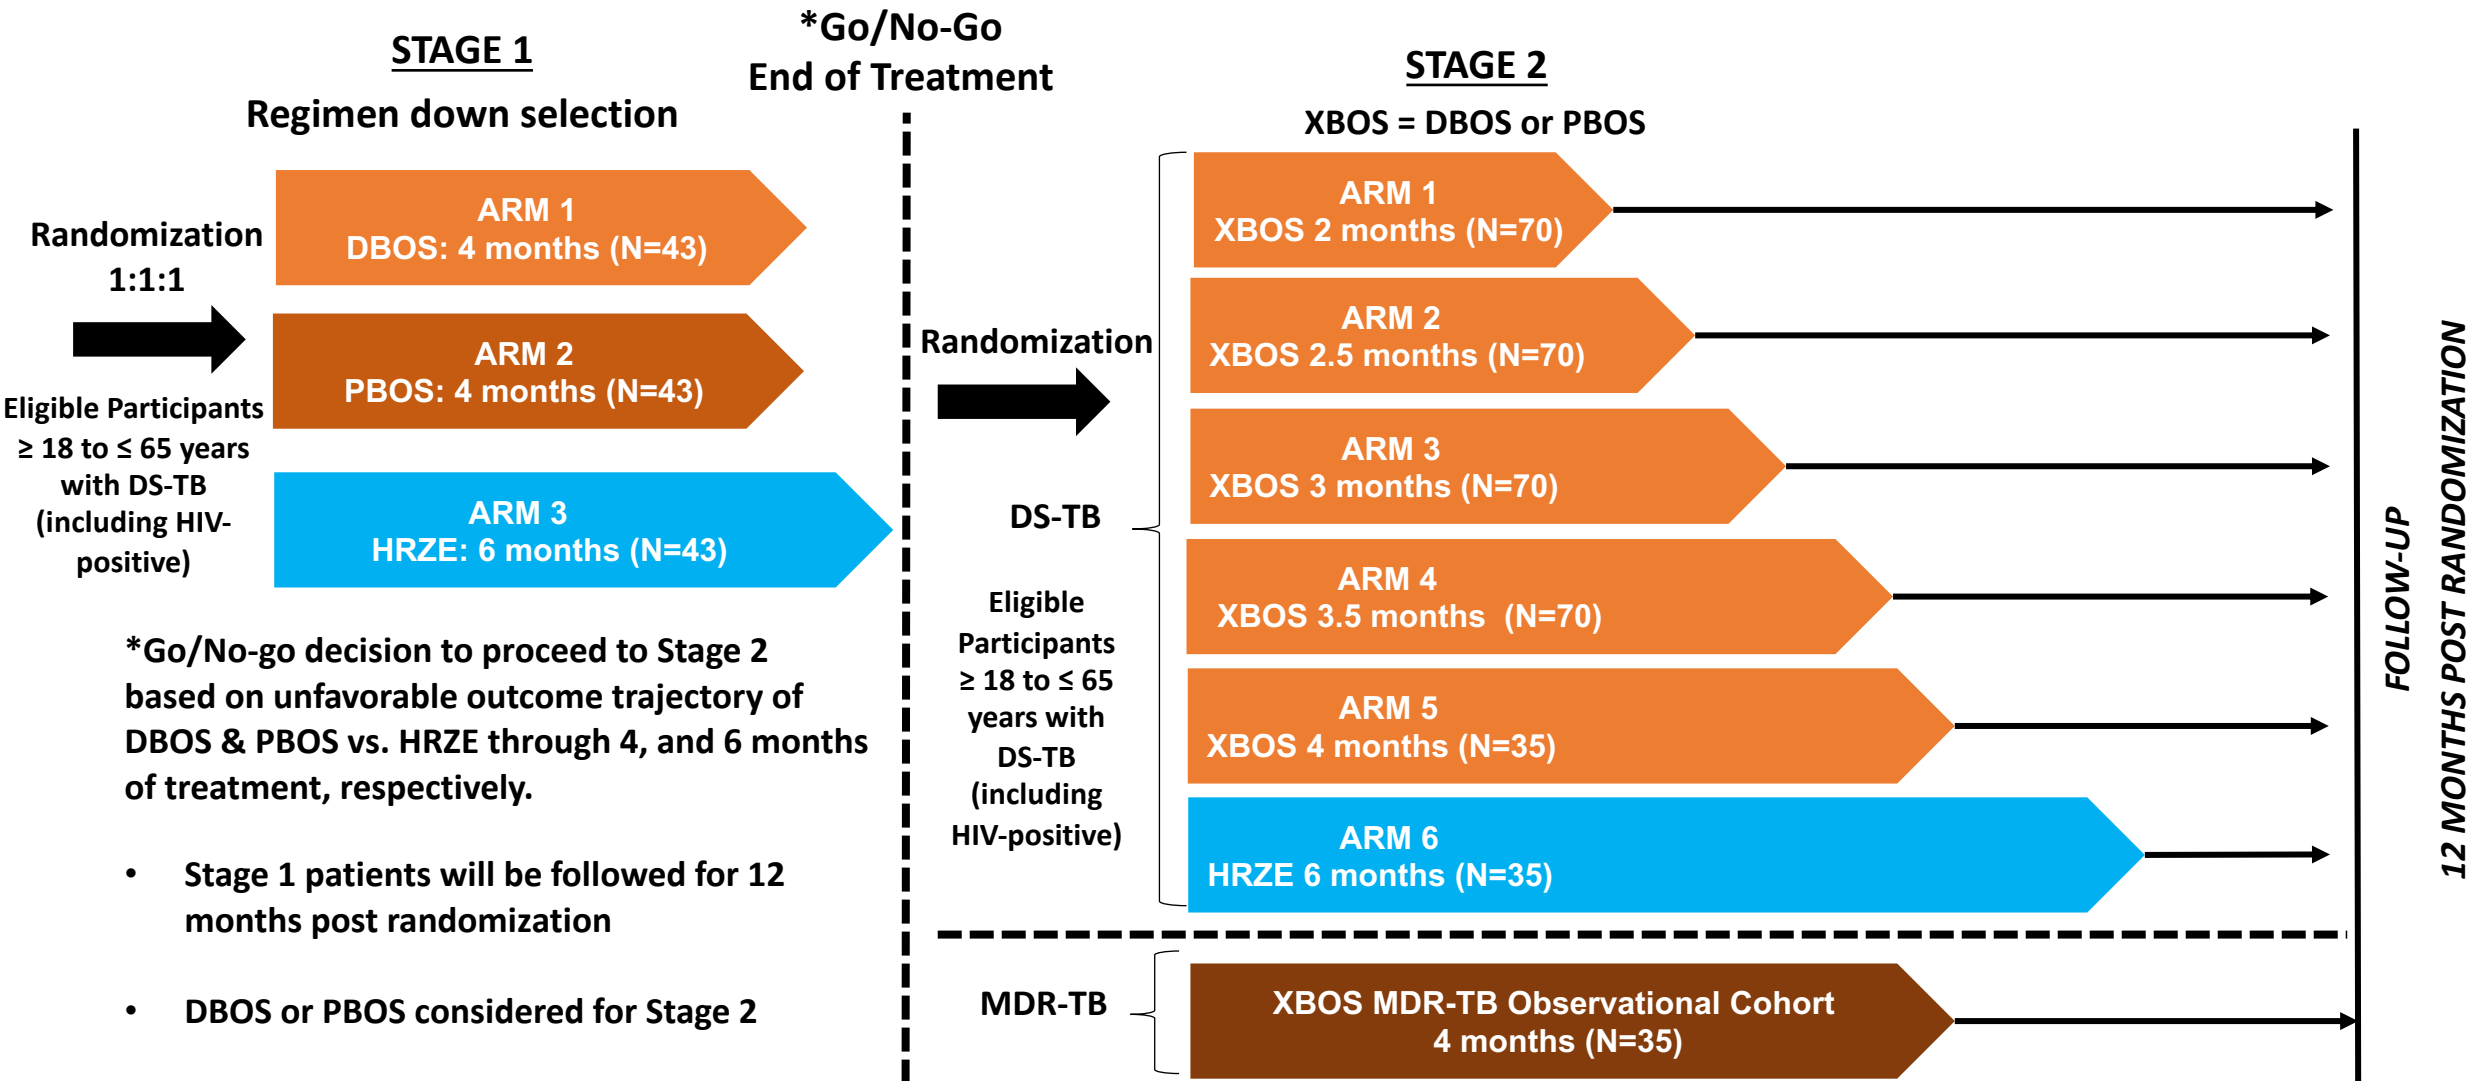 STAGE 1
Regimen down selection
Randomization
1:1:1
Eligible Participants
≥ 18 to ≤ 65 years
with DS-TB
(including HIV-
positive)
ARM 1
DBOS: 4 months (N=43)
ARM 2
PBOS: 4 months (N=43)
ARM 3
HRZE: 6 months (N=43)
*Go/No-go decision to proceed to Stage 2
based on unfavorable outcome trajectory of
DBOS & PBOS vs. HRZE through 4, and 6 months
of treatment, respectively.
• Stage 1 patients will be followed for 12
months post randomization
• DBOS or PBOS considered for Stage 2
*Go/No-Go
End of Treatment
STAGE 2
XBOS = DBOS or PBOS
Randomization
DS-TB
Eligible
Participants
≥ 18 to ≤ 65
years with
DS-TB
(including
HIV-positive)
ARM 1
XBOS 2 months (N=70)
ARM 2
XBOS 2.5 months (N=70)
ARM 3
XBOS 3 months (N=70)
ARM 4
XBOS 3.5 months  (N=70)
ARM 5
XBOS 4 months (N=35)
ARM 6
HRZE 6 months (N=35)
MDR-TB
XBOS MDR-TB Observational Cohort
4 months (N=35)
FOLLOW-UP
12 MONTHS POST RANDOMIZATION